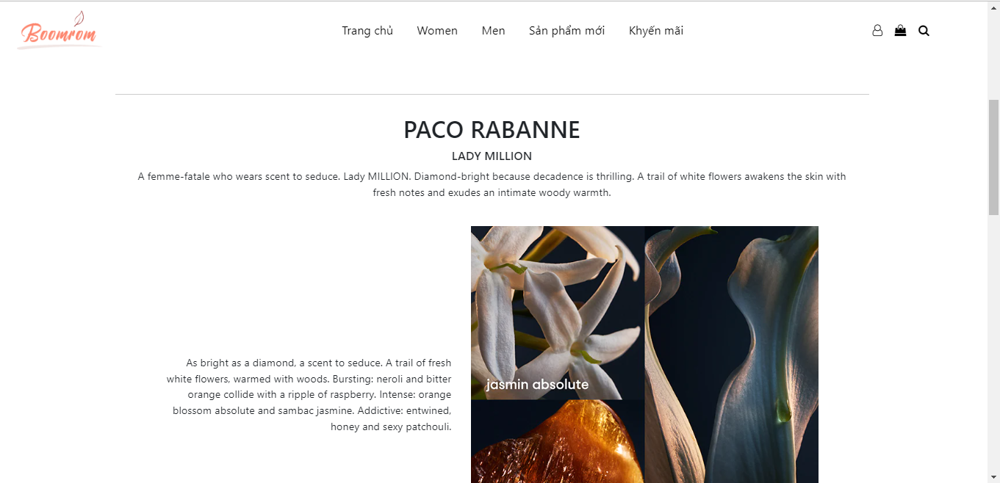 Boomrom
Trang chủ Women Men Sản phẩm mới Khyến mãi
PACO RABANNE
LADY MILLION
A femme-fatale who wears scent to seduce. Lady MILLION. Diamond-bright because decadence is thrilling. A trail of white flowers awakens the skin with
fresh notes and exudes an intimate woody warmth.
As bright as a diamond, a scent to seduce. A trail of fresh
white flowers, warmed with woods. Bursting: neroli and bitter
orange collide with a ripple of raspberry. Intense: orange
blossom absolute and sambac jasmine. Addictive: entwined,
honey and sexy patchouli.
jasmin absolute